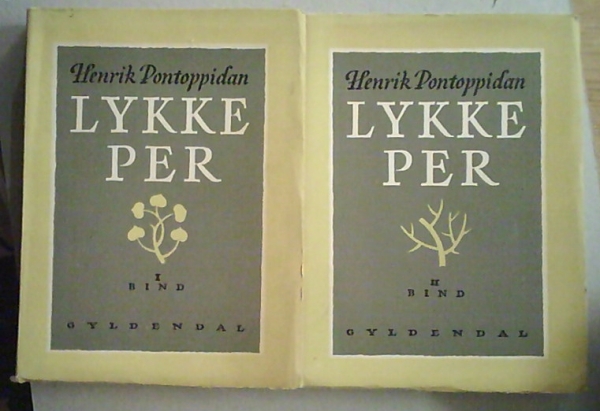 Henrik Pontoppidan
LYKKE
PER
I
BIND
GYLDENDAL
Henrik Pontoppidan
LYKKE
PER
II
BIND
GYLDENDAL